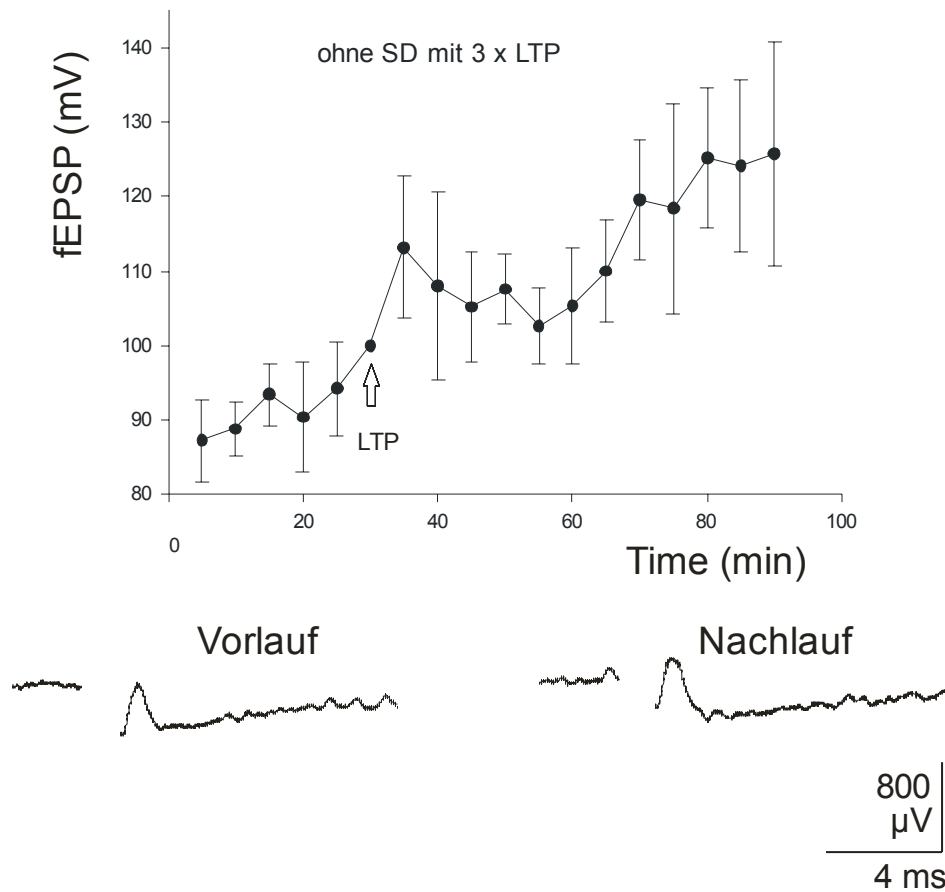 ohne SD mit 3 x LTP
fEPSP (mV)
140
130
120
110
100
90
80
LTP
20
40
60
80
100
0
Time (min)
Vorlauf
Nachlauf
800
µV
4 ms